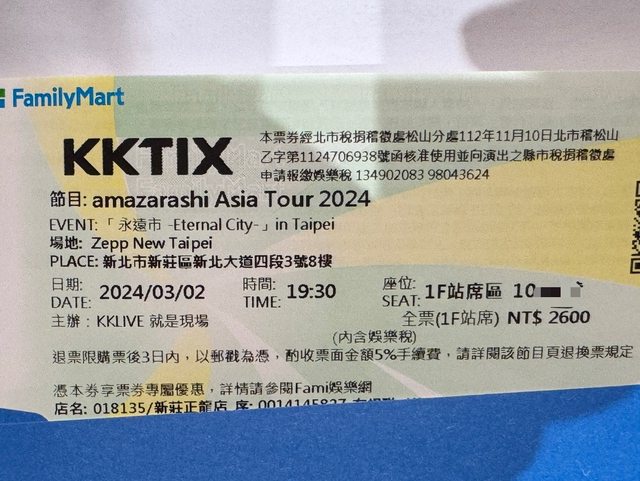 FamilyMart
KKTIX
本票券經北市稅捐稽徵處松山分處112年11月10日北市稽松山
乙字第1124706938號函核准使用並向演出之縣市稅捐稽徵處
申請報繳娛樂稅 134902083 98043624
節目: amazarashi Asia Tour 2024
EVENT:「 永遠市 -Eternal City-」in Taipei
場地: Zepp New Taipei
PLACE: 新北市新莊區新北大道四段3號8樓
日期: 時間: 座位:
DATE: 2024/03/02 TIME: 19:30 SEAT: 1F站席區 10
主辦：KKLIVE 就是現場 全票(1F站席) NT$ 2600
(內含娛樂稅)
退票限購票後3日內，以郵戳為憑，酌收票面金額5%手續費，請詳閱該節目頁退換票規定
憑本券享票券專屬優惠，詳情請參閱Fami娛樂網
店名: 018135/新莊正龍店 序: 0014145827